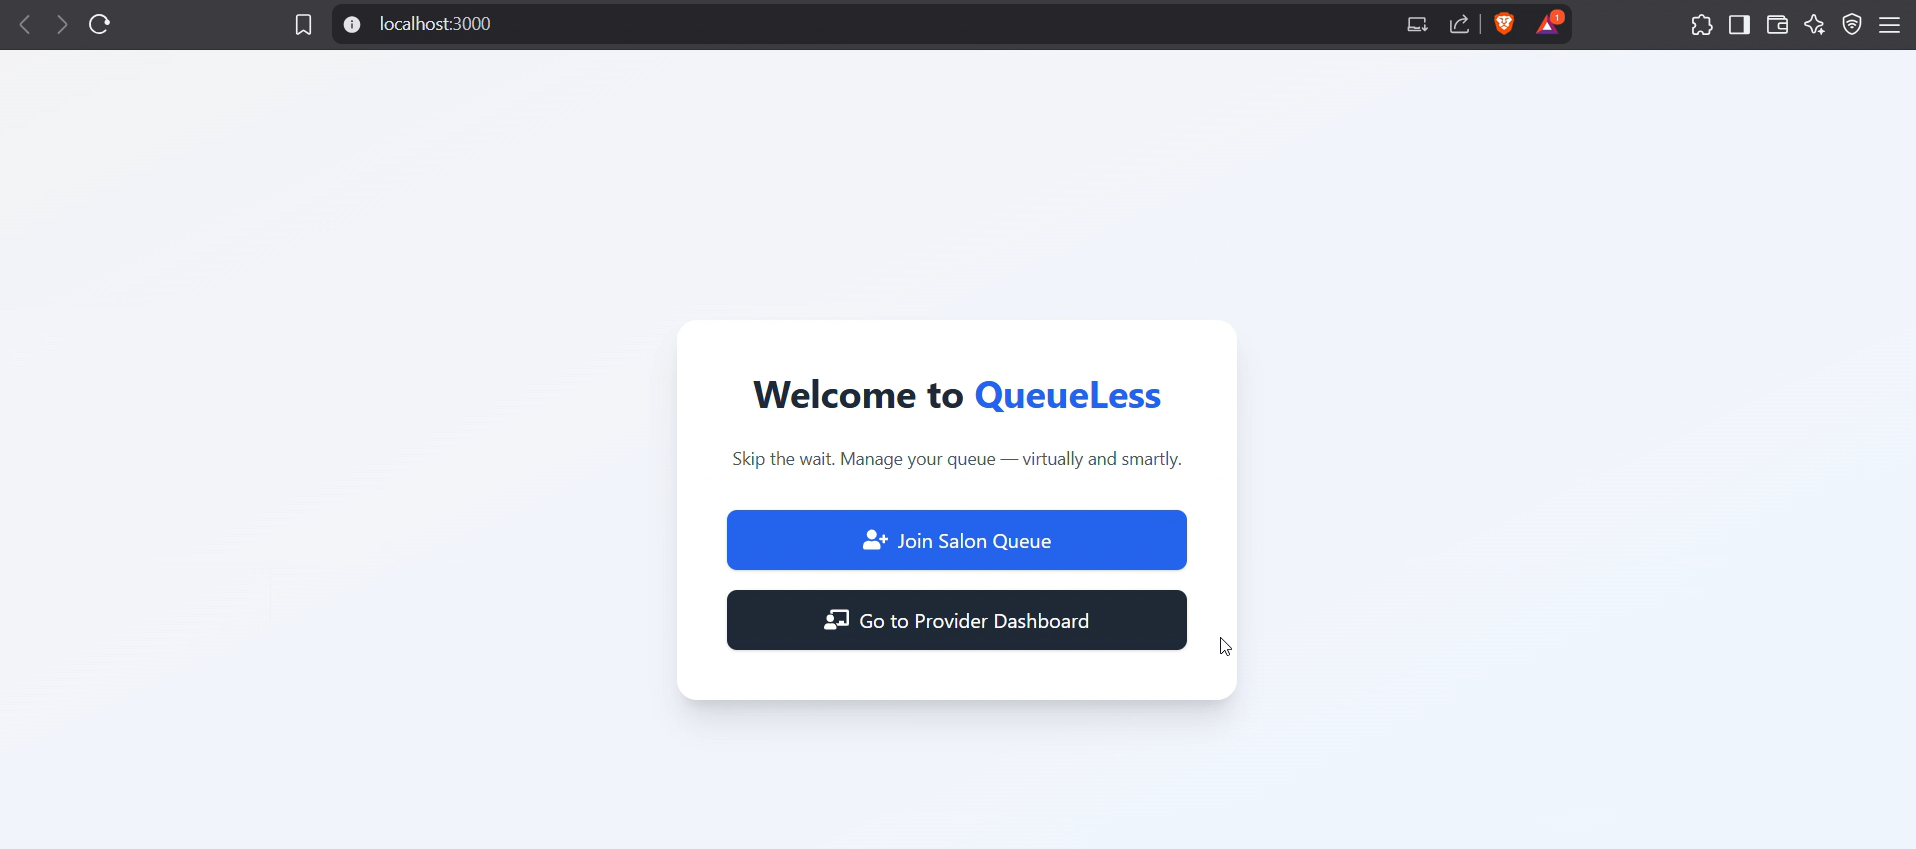 localhost:3000
1
Welcome to QueueLess
Skip the wait. Manage your queue — virtually and smartly.
Join Salon Queue
Go to Provider Dashboard